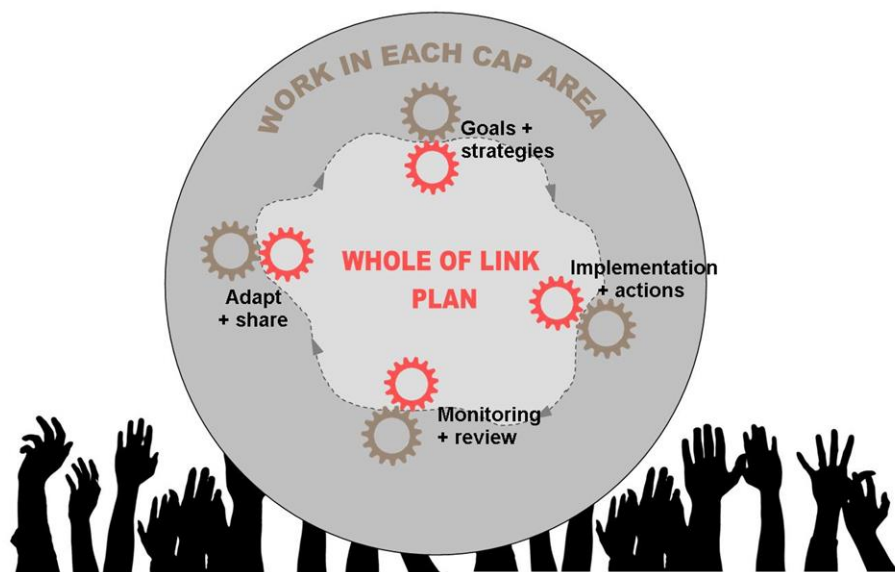 WORK IN EACH CAP AREA
Goals +
strategies
WHOLE OF LINK
PLAN
Implementation
+ actions
Adapt
+ share
Monitoring
+ review